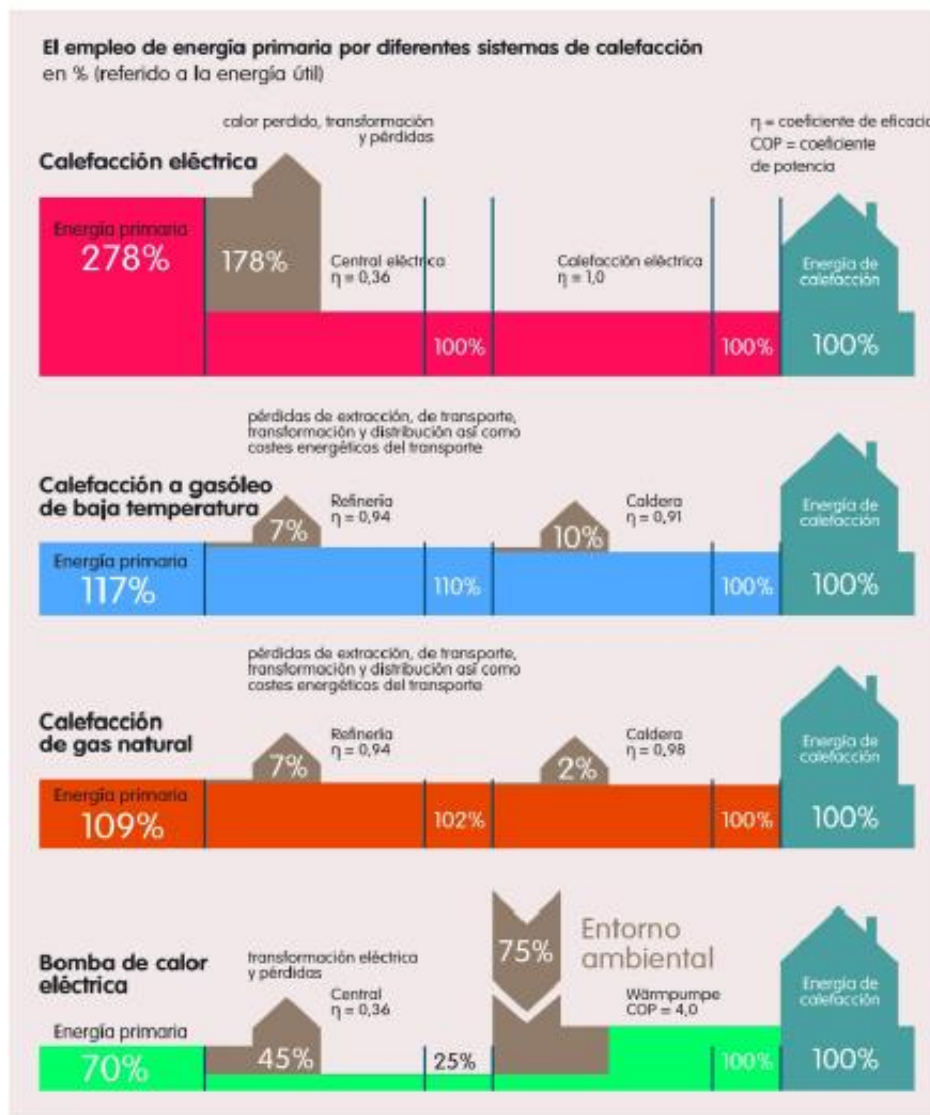 El empleo de energía primaria por diferentes sistemas de calefacción
en % (referido a la energía útil)
calor perdido, transformación
y pérdidas
η = coeficiente de eficacia
COP = coeficiente
de potencia
Calefacción eléctrica
Energía primaria
278%
178%
Central eléctrica
η = 0,36
100%
Calefacción eléctrica
η = 1,0
100%
Energía de
calefacción
100%
pérdidas de extracción, de transporte,
transformación y distribución así como
costes energéticos del transporte
Calefacción a gasóleo
de baja temperatura
Energía primaria
117%
7%
Refinería
η = 0,94
110%
10%
Caldera
η = 0,91
100%
Energía de
calefacción
100%
pérdidas de extracción, de transporte,
transformación y distribución así como
costes energéticos del transporte
Calefacción
de gas natural
Energía primaria
109%
7%
Refinería
η = 0,94
102%
2%
Caldera
η = 0,98
100%
Energía de
calefacción
100%
Bomba de calor
eléctrica
Energía primaria
70%
transformación eléctrica
y pérdidas
45%
Central
η = 0,36
25%
75%
Entorno
ambiental
Wärmpumpe
COP = 4,0
100%
Energía de
calefacción
100%